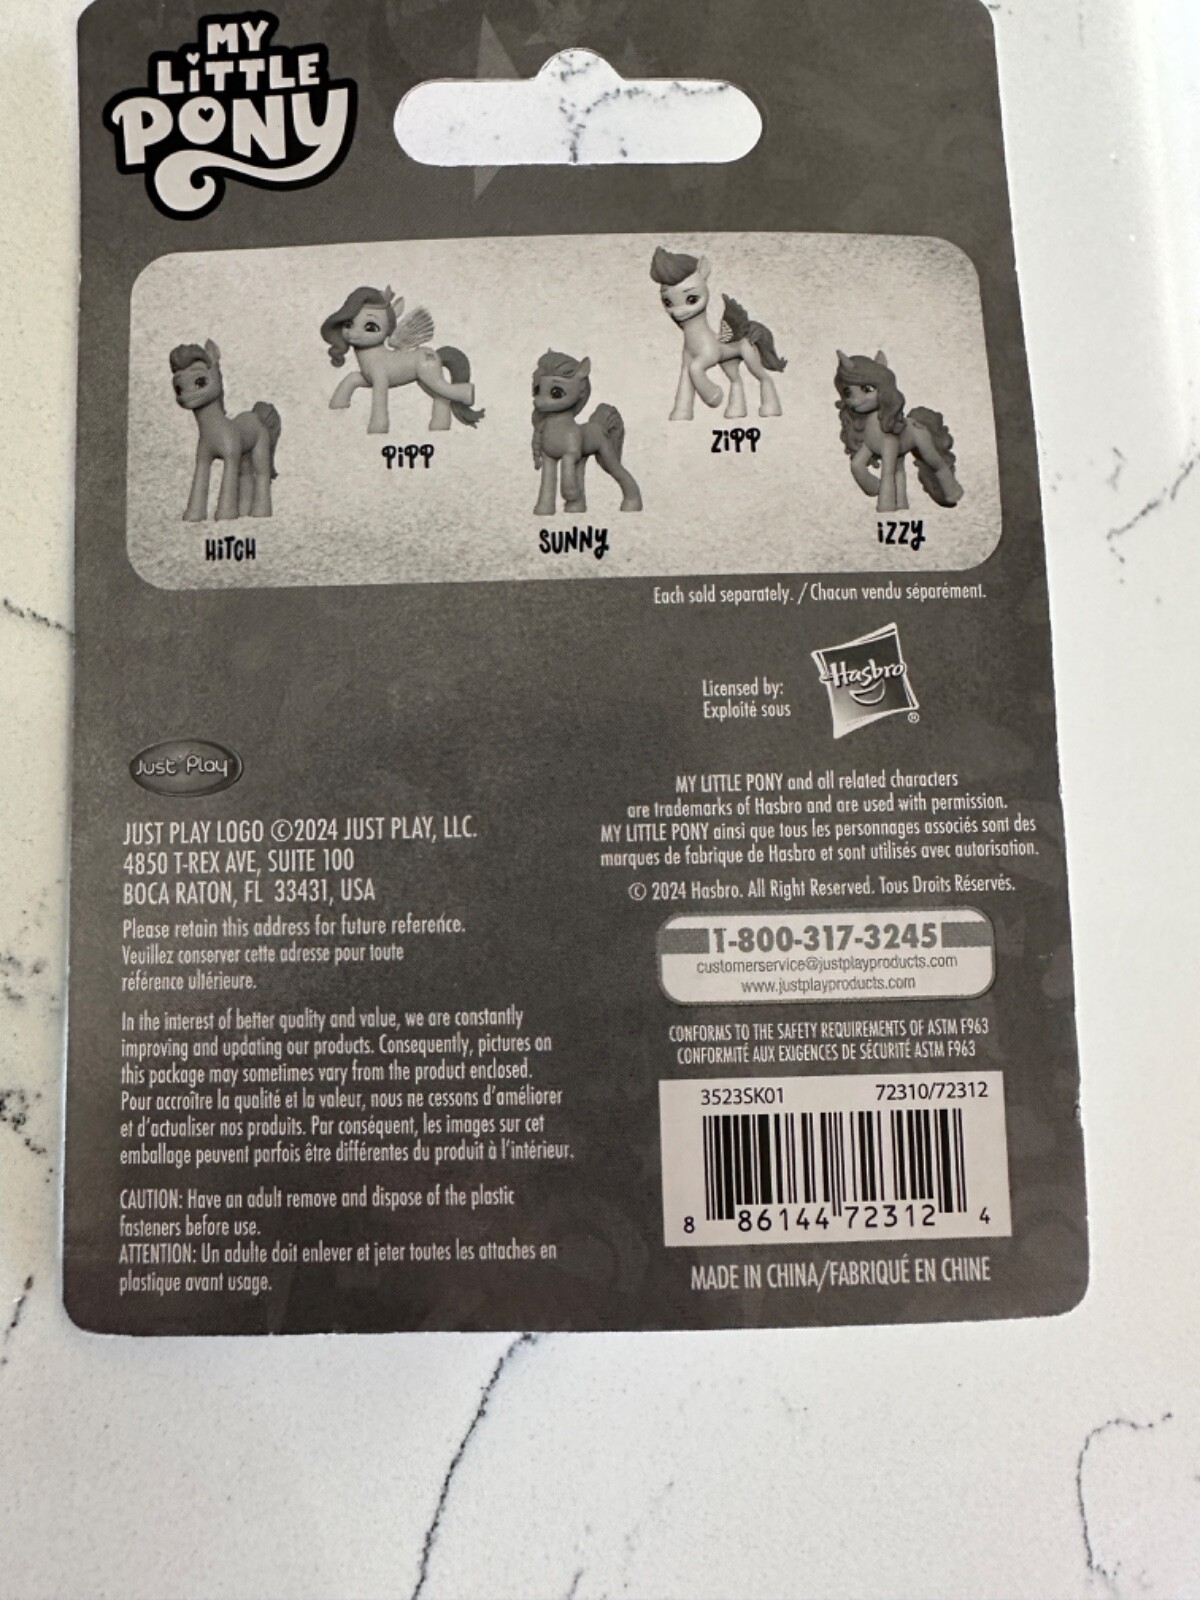 MY
LiTTLE
PONY
HiTCH
PiPP
SUNNY
ZiPP
iZZY
Each sold separately. / Chacun vendu séparément.
Licensed by:
Exploité sous
Hasbro
®
Just Play
JUST PLAY LOGO ©2024 JUST PLAY, LLC.
4850 T-REX AVE, SUITE 100
BOCA RATON, FL 33431, USA
Please retain this address for future reference.
Veuillez conserver cette adresse pour toute
référence ultérieure.
In the interest of better quality and value, we are constantly
improving and updating our products. Consequently, pictures on
this package may sometimes vary from the product enclosed.
Pour accroître la qualité et la valeur, nous ne cessons d'améliorer
et d'actualiser nos produits. Par conséquent, les images sur cet
emballage peuvent parfois être différentes du produit à l'intérieur.
CAUTION: Have an adult remove and dispose of the plastic
fasteners before use.
ATTENTION: Un adulte doit enlever et jeter toutes les attaches en
plastique avant usage.
MY LITTLE PONY and all related characters
are trademarks of Hasbro and are used with permission.
MY LITTLE PONY ainsi que tous les personnages associés sont des
marques de fabrique de Hasbro et sont utilisés avec autorisation.
© 2024 Hasbro. All Right Reserved. Tous Droits Réservés.
1-800-317-3245
customerservice@justplayproducts.com
www.justplayproducts.com
CONFORMS TO THE SAFETY REQUIREMENTS OF ASTM F963
CONFORMITÉ AUX EXIGENCES DE SÉCURITÉ ASTM F963
3523SK01 72310/72312
8 86144 72312 4
MADE IN CHINA/FABRIQUÉ EN CHINE